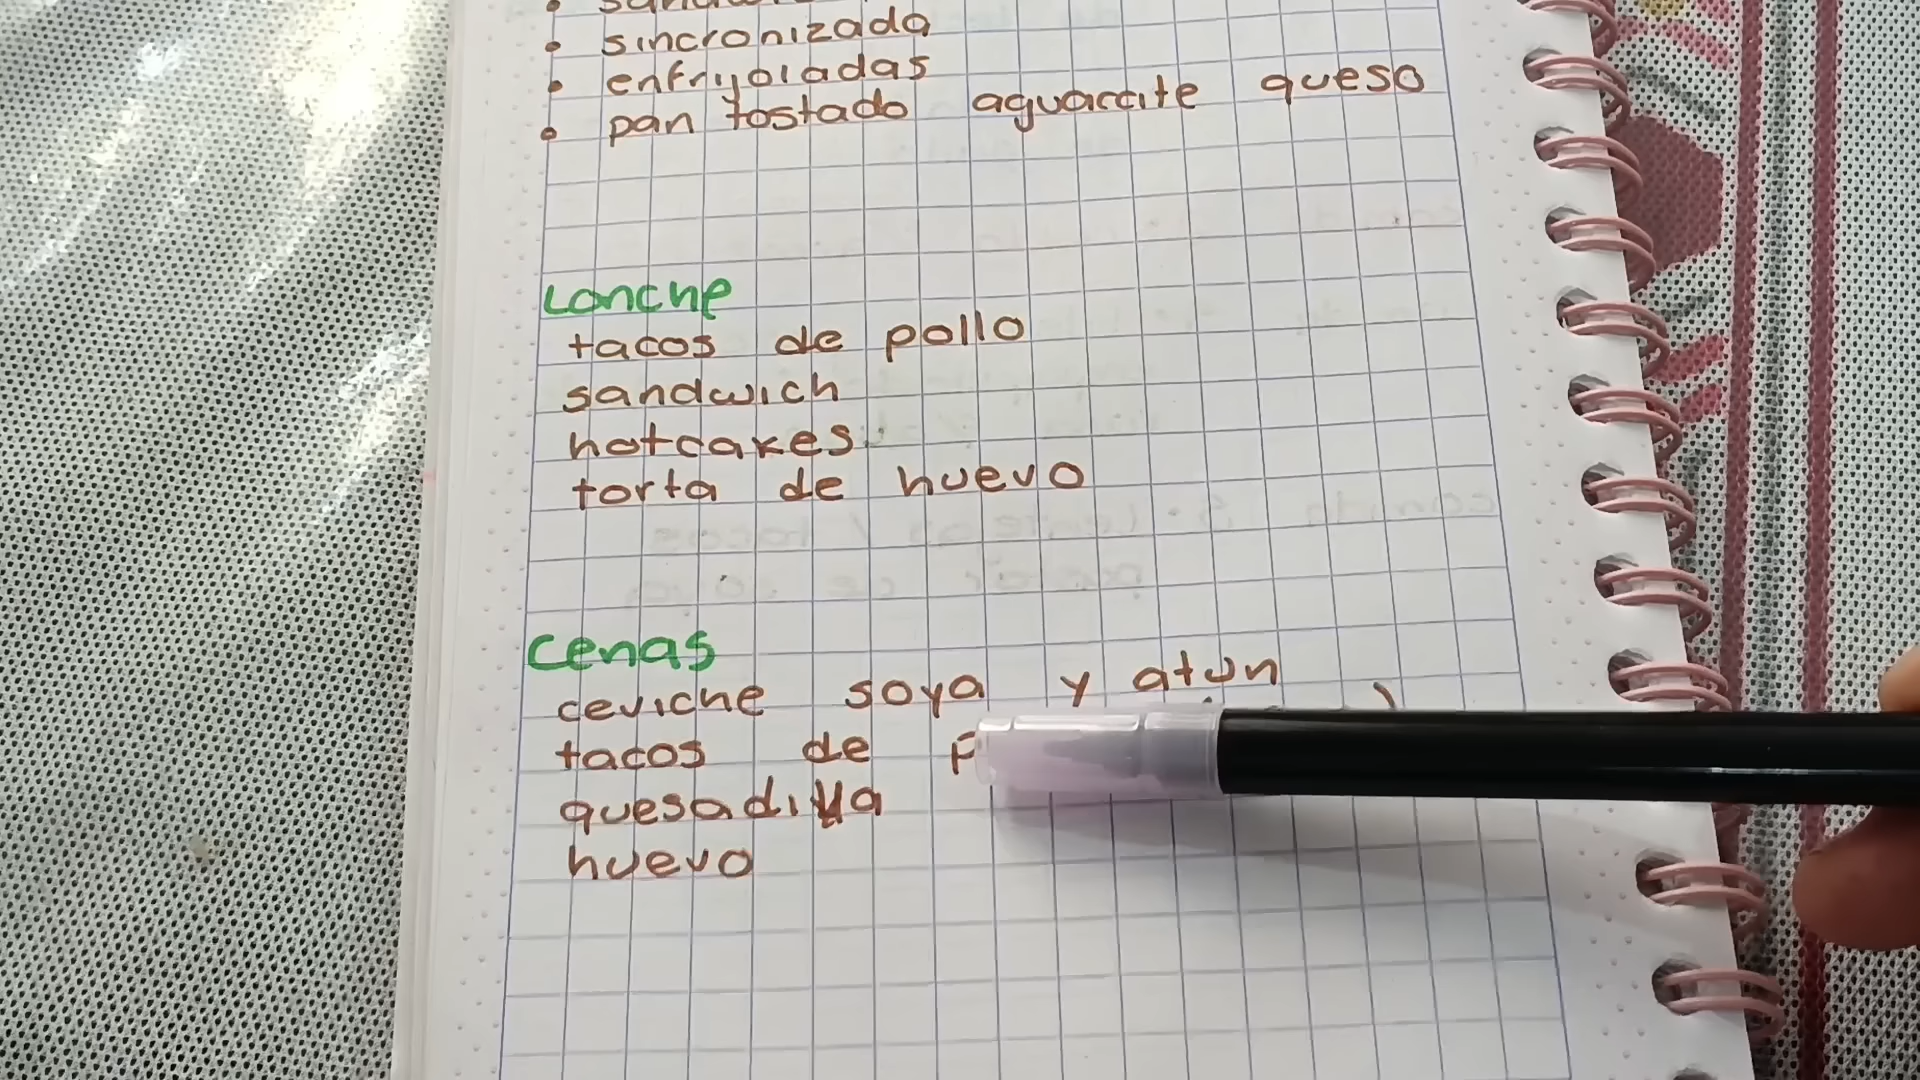 • sincronizada
• enfrijoladas
• pan tostado aguacate queso
Lonche
tacos de pollo
sandwich
hotcakes
torta de huevo
Cenas
ceviche soya y atun
tacos de
quesadilla
huevo